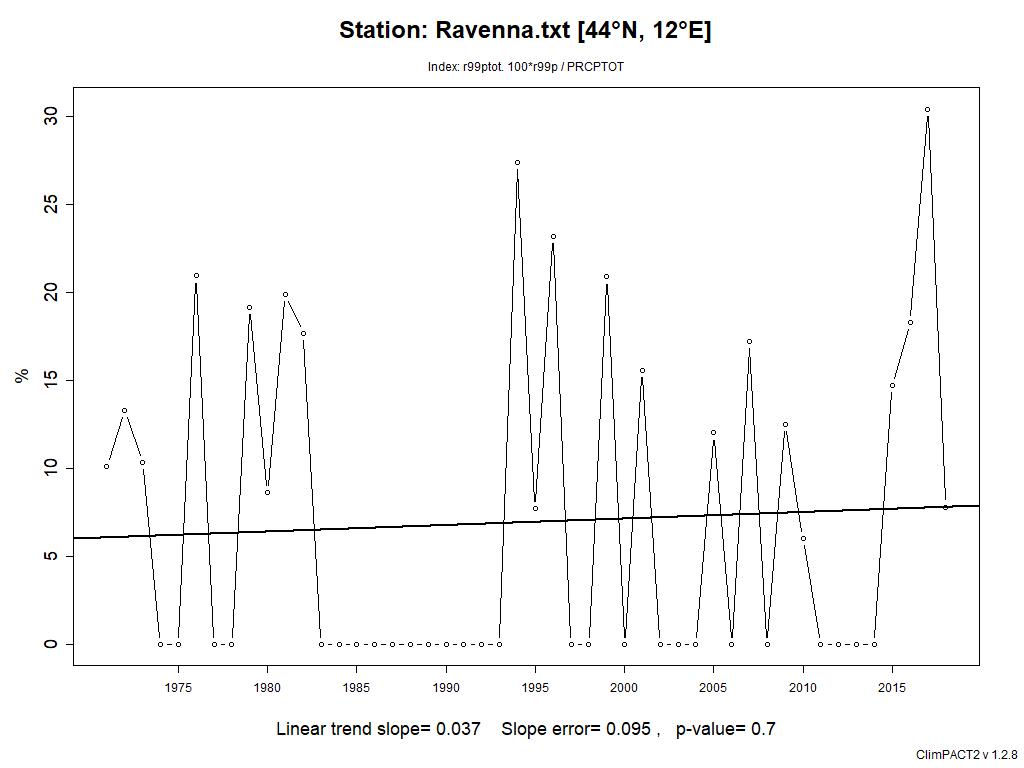 Station: Ravenna.txt [44°N, 12°E]
Index: r99ptot. 100*r99p / PRCPTOT
30
25
20
15
10
5
0
%
1975 1980 1985 1990 1995 2000 2005 2010 2015
Linear trend slope= 0.037 Slope error= 0.095 , p-value= 0.7
ClimPACT2 v 1.2.8